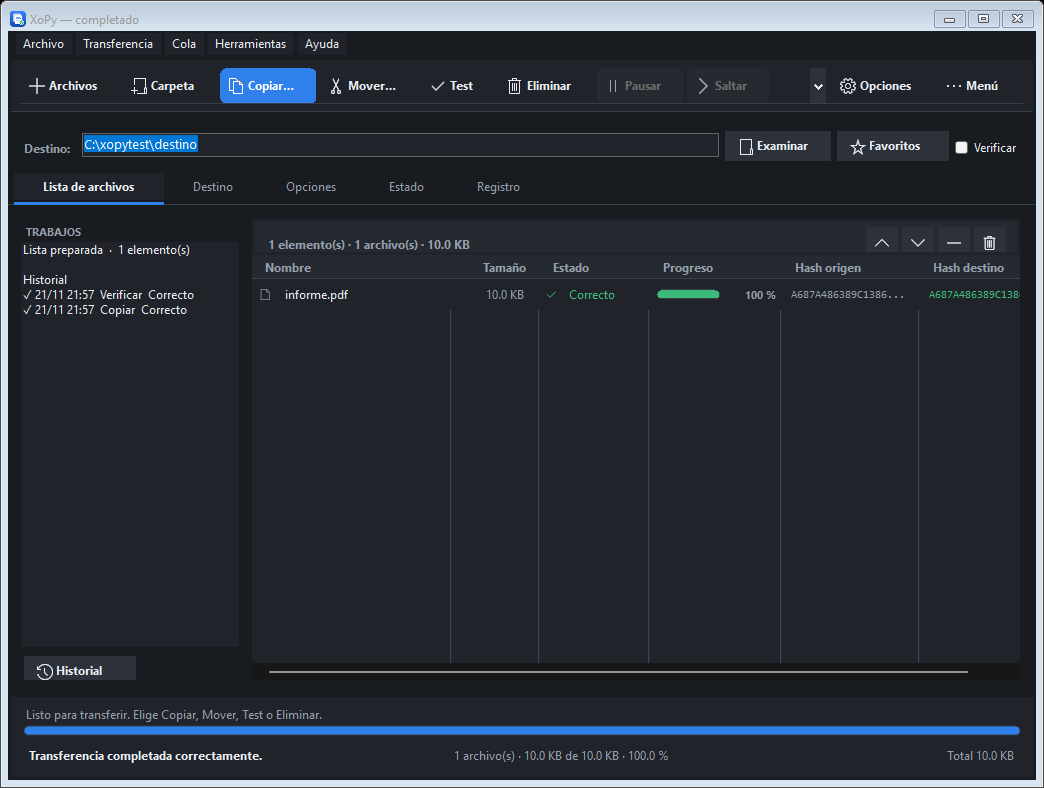 XoPy — completado
Archivo Transferencia Cola Herramientas Ayuda
Archivos Carpeta Copiar... Mover... Test Eliminar Pausar Saltar Opciones ··· Menú
Destino: C:\xopytest\destino Examinar Favoritos Verificar
Lista de archivos Destino Opciones Estado Registro
TRABAJOS
Lista preparada · 1 elemento(s)
Historial
✓ 21/11 21:57 Verificar Correcto
✓ 21/11 21:57 Copiar Correcto
1 elemento(s) · 1 archivo(s) · 10.0 KB
Nombre Tamaño Estado Progreso Hash origen Hash destino
informe.pdf 10.0 KB ✓ Correcto 100 % A687A486389C1386... A687A486389C138
Historial
Listo para transferir. Elige Copiar, Mover, Test o Eliminar.
Transferencia completada correctamente. 1 archivo(s) · 10.0 KB de 10.0 KB · 100.0 % Total 10.0 KB